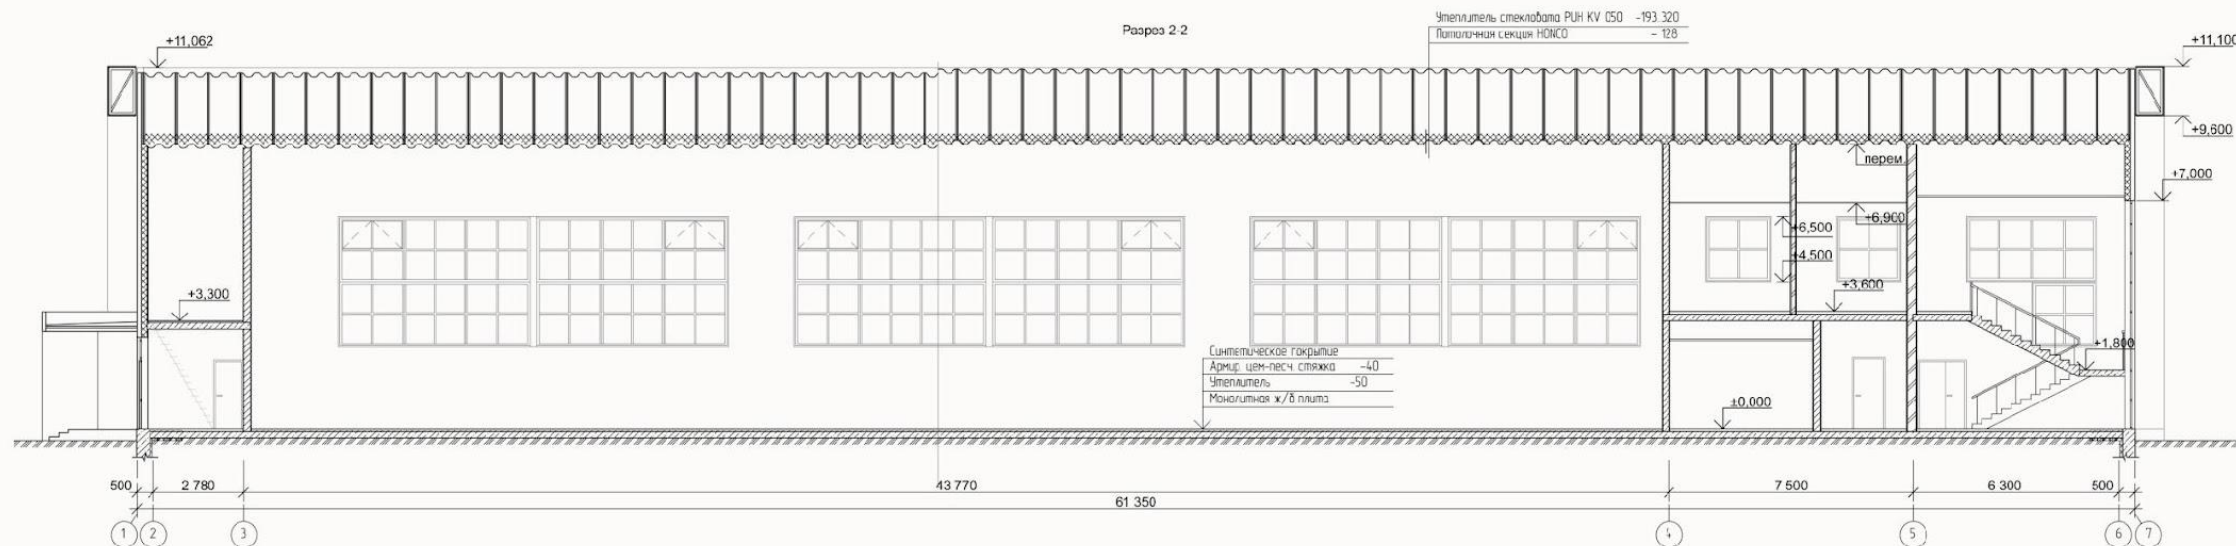 Разрез 2-2
Утеплитель стекловата PUH KV 050 -193.320
Потолочная секция HONCO - 128
+11,062
+11,100
+9,600
+7,000
перем.
+6,900
+6,500
+4,500
+3,600
+3,300
+1,800
±0,000
Синтетическое покрытие
Армир. цем-песч. стяжка -40
Утеплитель -50
Монолитная ж/б плита
500 2 780 43 770 7 500 6 300 500
61 350
1 2 3 4 5 6 7